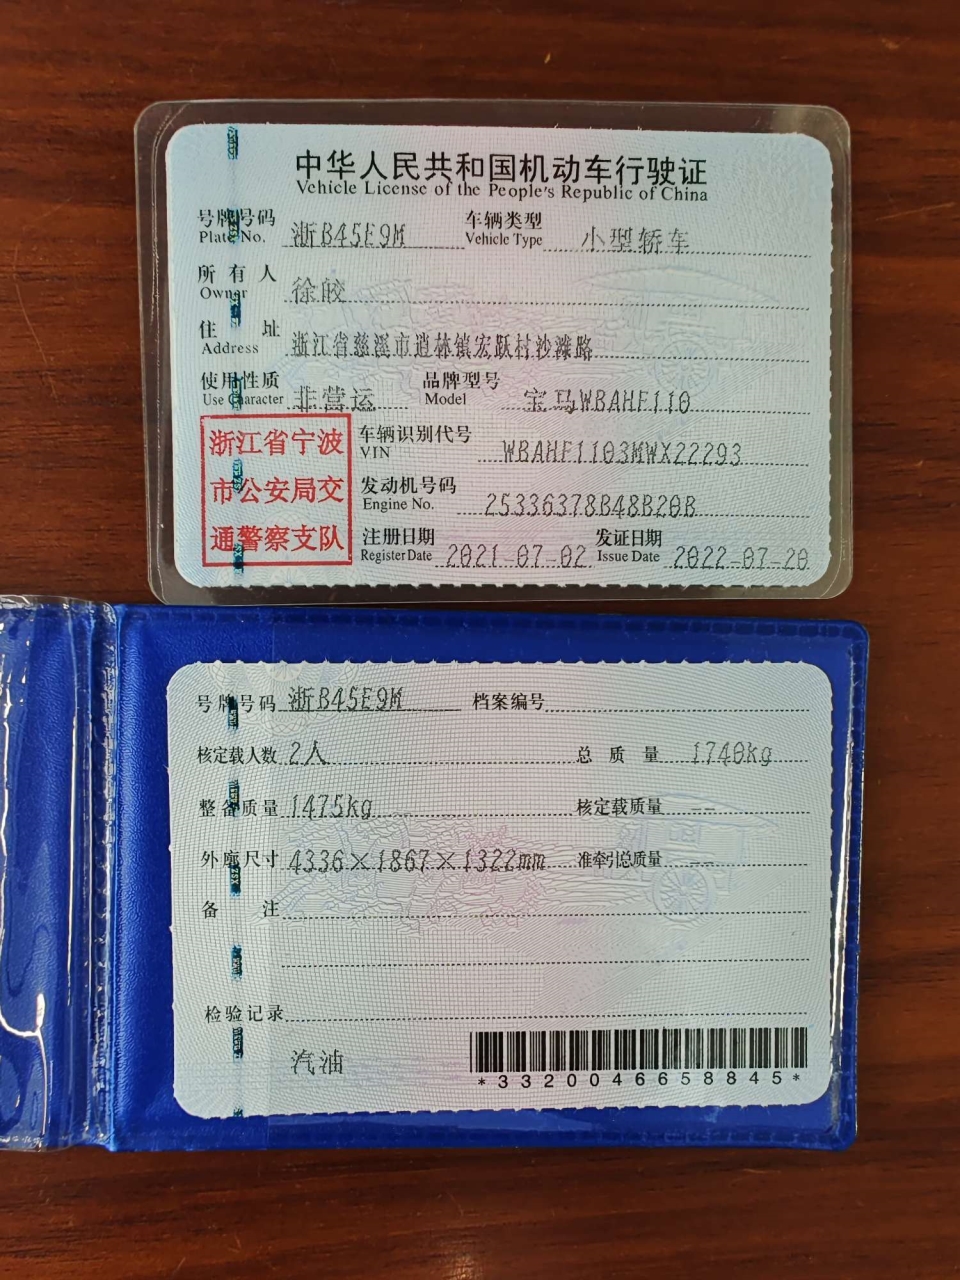 中华人民共和国机动车行驶证
Vehicle License of the People's Republic of China
号牌号码 浙B45E9M 车辆类型 小型轿车
Plate No. Vehicle Type
所有人 徐皎
Owner
住址 浙江省慈溪市逍林镇宏跃村沙滩路
Address
使用性质 非营运 品牌型号 宝马WBAHF110
Use Character Model
浙江省宁波
市公安局交
通警察支队
车辆识别代号 WBAHF1103MWX22293
VIN
发动机号码 25336378B48B20B
Engine No.
注册日期 2021-07-02 发证日期 2022-07-20
Register Date Issue Date
号牌号码 浙B45E9M 档案编号
核定载人数 2人 总质量 1740kg
整备质量 1475kg 核定载质量 --
外廓尺寸 4336×1867×1322mm 准牵引总质量 --
备注
检验记录
汽油
*3320046658845*